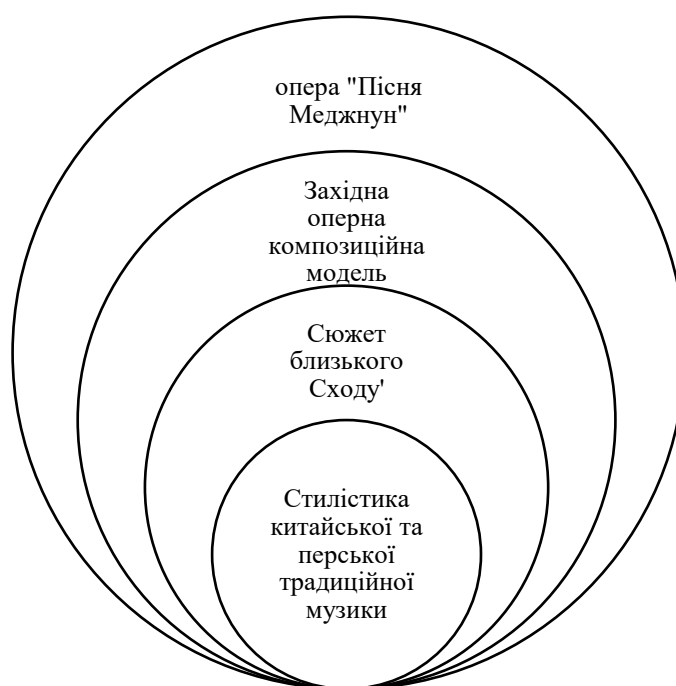 опера "Пісня
Меджнун"
Західна
оперна
композиційна
модель
Сюжет
близького
Сходу'
Стилістика
китайської та
перської
традиційної
музики